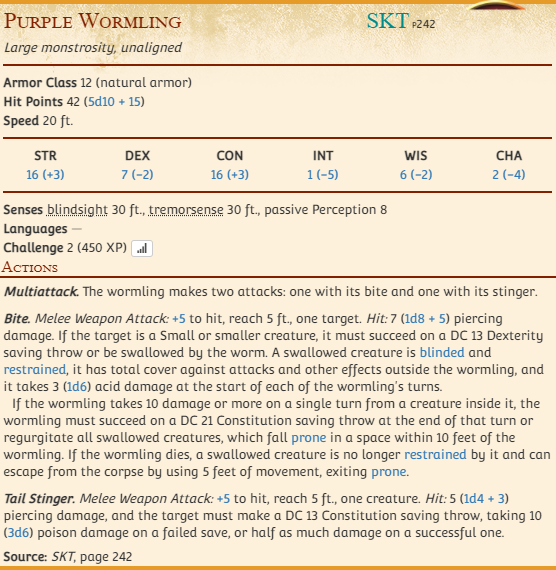 Purple Wormling SKT p242
Large monstrosity, unaligned
Armor Class 12 (natural armor)
Hit Points 42 (5d10 + 15)
Speed 20 ft.
STR DEX CON INT WIS CHA
16 (+3) 7 (−2) 16 (+3) 1 (−5) 6 (−2) 2 (−4)
Senses blindsight 30 ft., tremorsense 30 ft., passive Perception 8
Languages —
Challenge 2 (450 XP)
Actions
Multiattack. The wormling makes two attacks: one with its bite and one with its stinger.
Bite. Melee Weapon Attack: +5 to hit, reach 5 ft., one target. Hit: 7 (1d8 + 5) piercing
damage. If the target is a Small or smaller creature, it must succeed on a DC 13 Dexterity
saving throw or be swallowed by the worm. A swallowed creature is blinded and
restrained, it has total cover against attacks and other effects outside the wormling, and
it takes 3 (1d6) acid damage at the start of each of the wormling's turns.
If the wormling takes 10 damage or more on a single turn from a creature inside it, the
wormling must succeed on a DC 21 Constitution saving throw at the end of that turn or
regurgitate all swallowed creatures, which fall prone in a space within 10 feet of the
wormling. If the wormling dies, a swallowed creature is no longer restrained by it and can
escape from the corpse by using 5 feet of movement, exiting prone.
Tail Stinger. Melee Weapon Attack: +5 to hit, reach 5 ft., one creature. Hit: 5 (1d4 + 3)
piercing damage, and the target must make a DC 13 Constitution saving throw, taking 10
(3d6) poison damage on a failed save, or half as much damage on a successful one.
Source: SKT, page 242